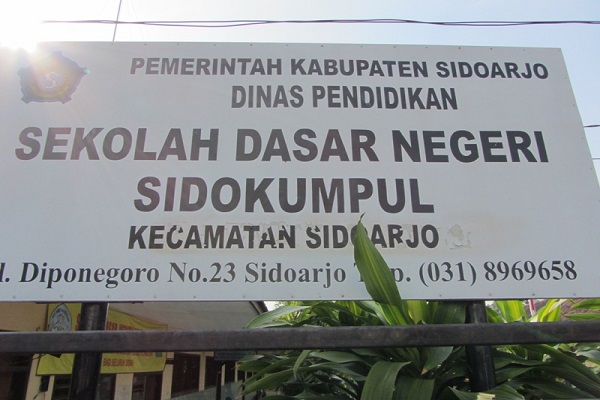 PEMERINTAH KABUPATEN SIDOARJO
DINAS PENDIDIKAN
SEKOLAH DASAR NEGERI
SIDOKUMPUL
KECAMATAN SIDOARJO
Diponegoro No.23 Sidoarjo (031) 8969658